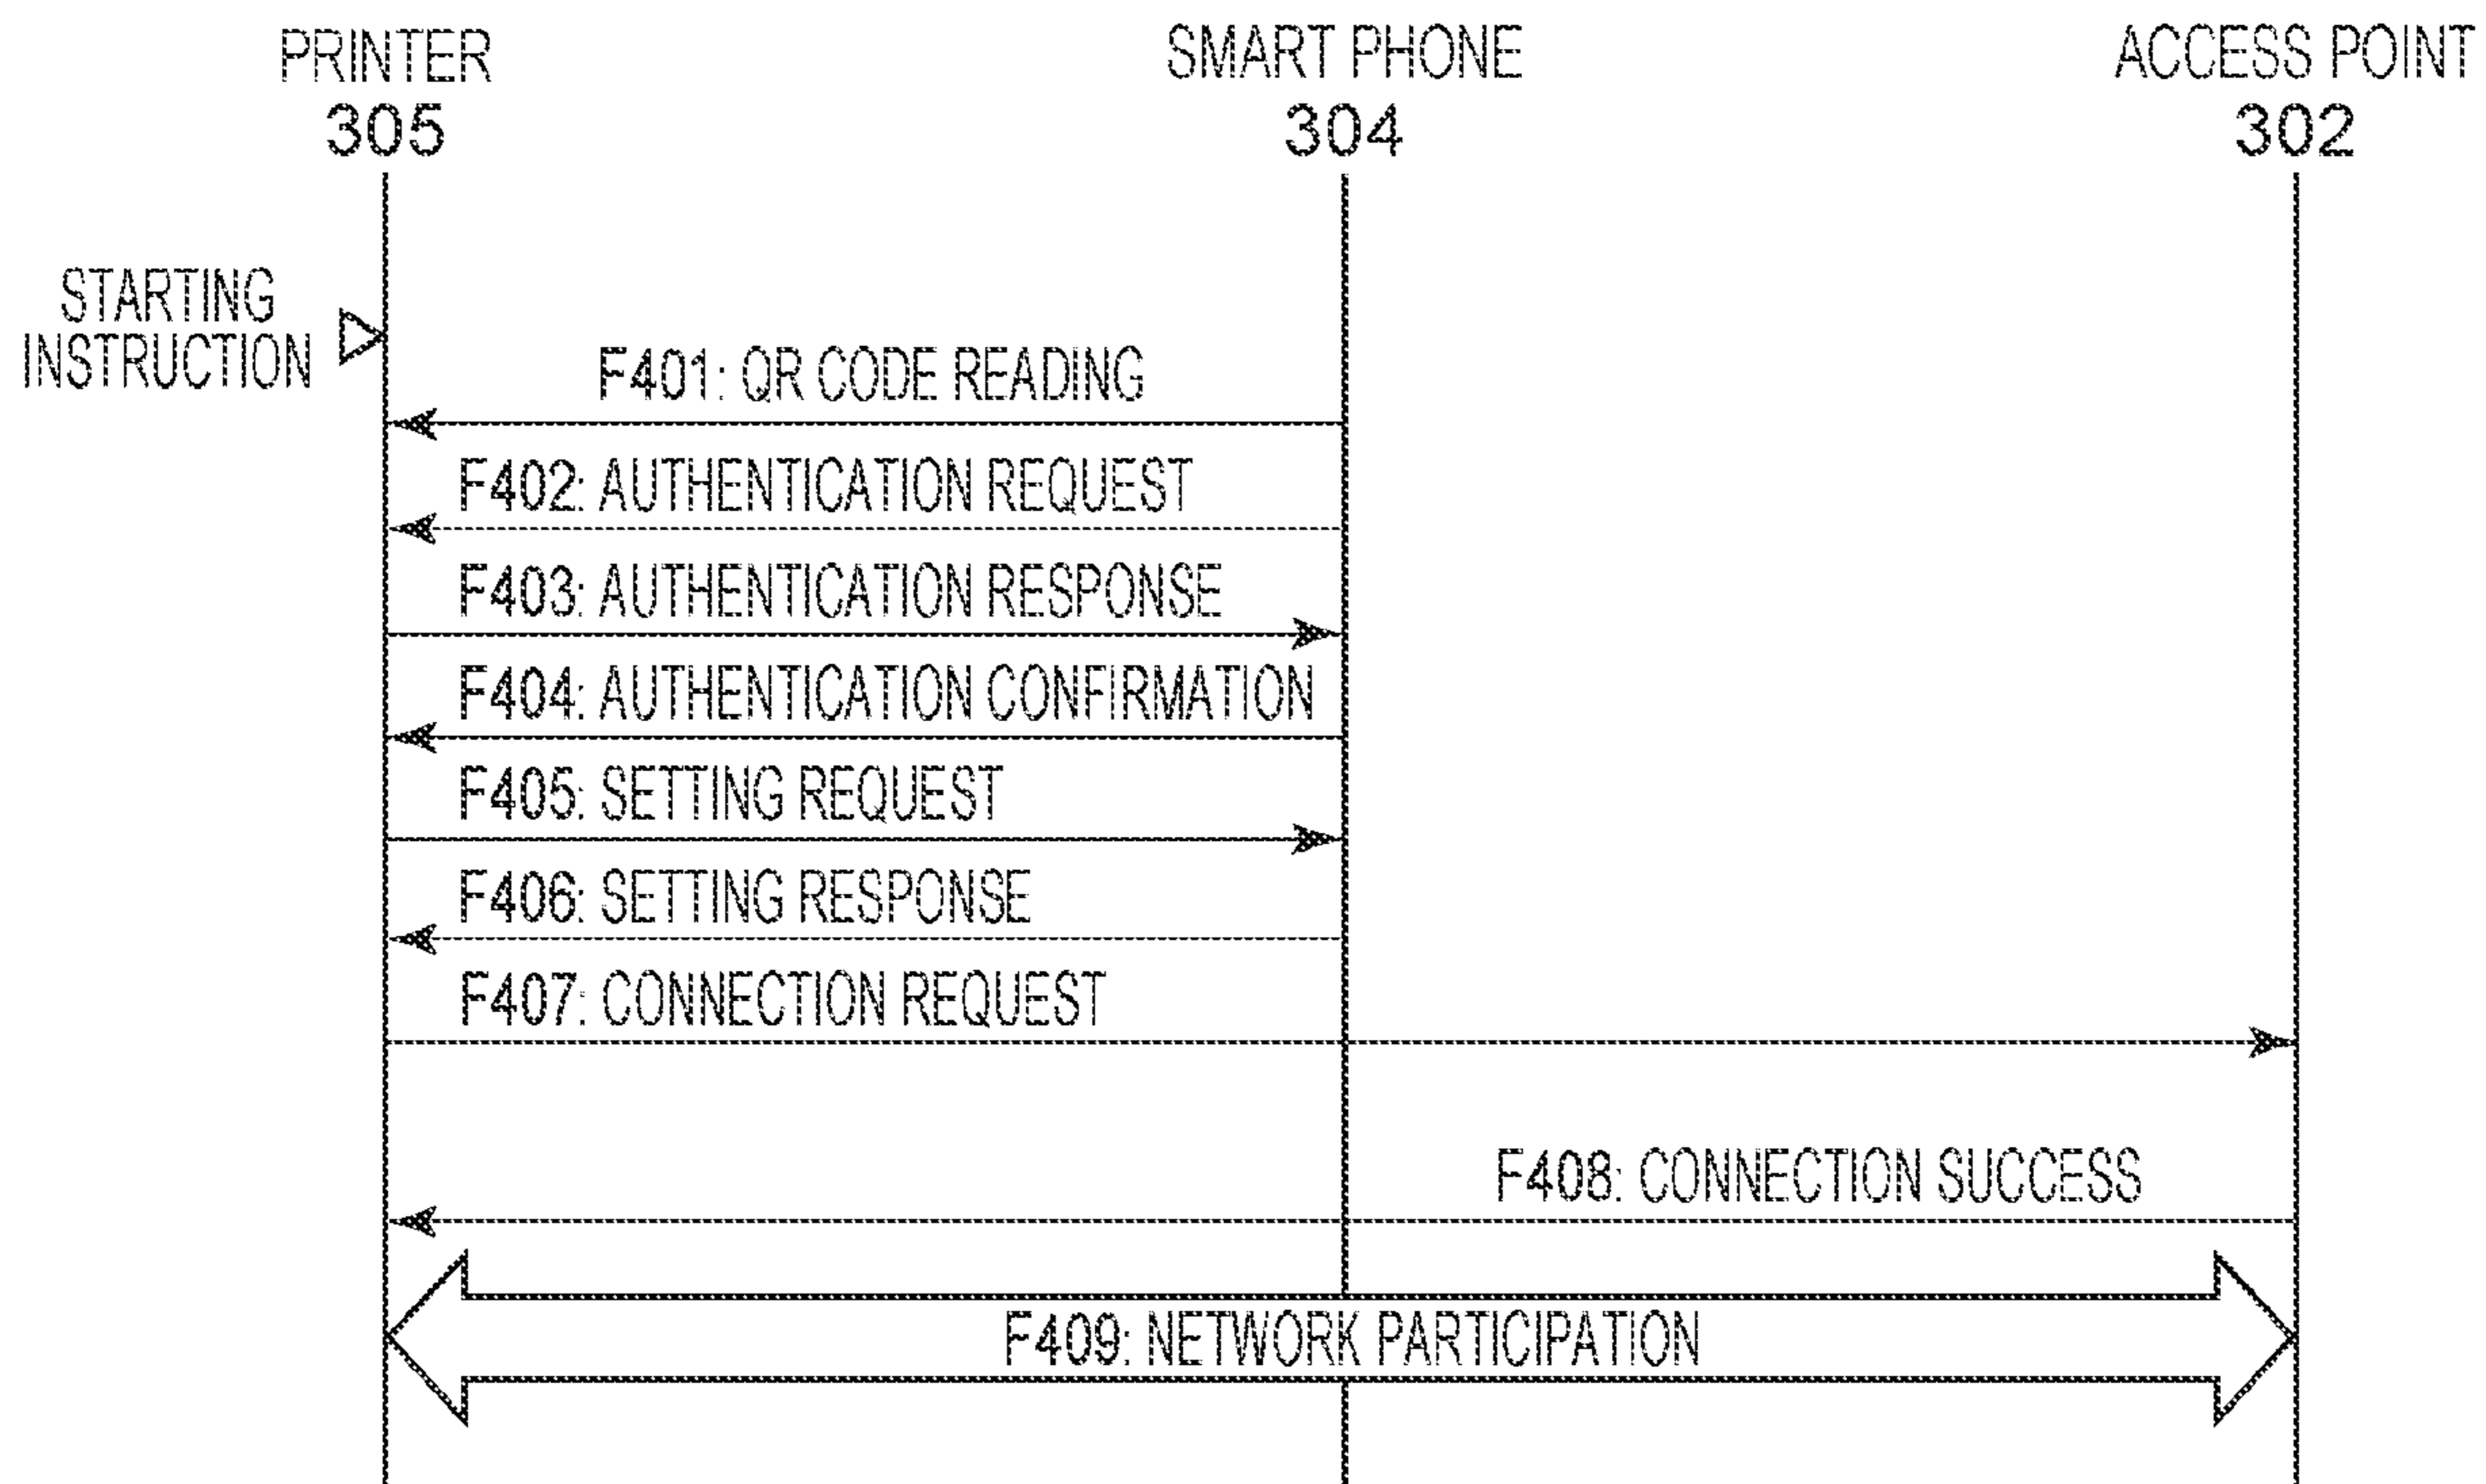 PRINTER
305
SMART PHONE
304
ACCESS POINT
302
STARTING
INSTRUCTION
F401: QR CODE READING
F402: AUTHENTICATION REQUEST
F403: AUTHENTICATION RESPONSE
F404: AUTHENTICATION CONFIRMATION
F405: SETTING REQUEST
F406: SETTING RESPONSE
F407: CONNECTION REQUEST
F408: CONNECTION SUCCESS
F409: NETWORK PARTICIPATION